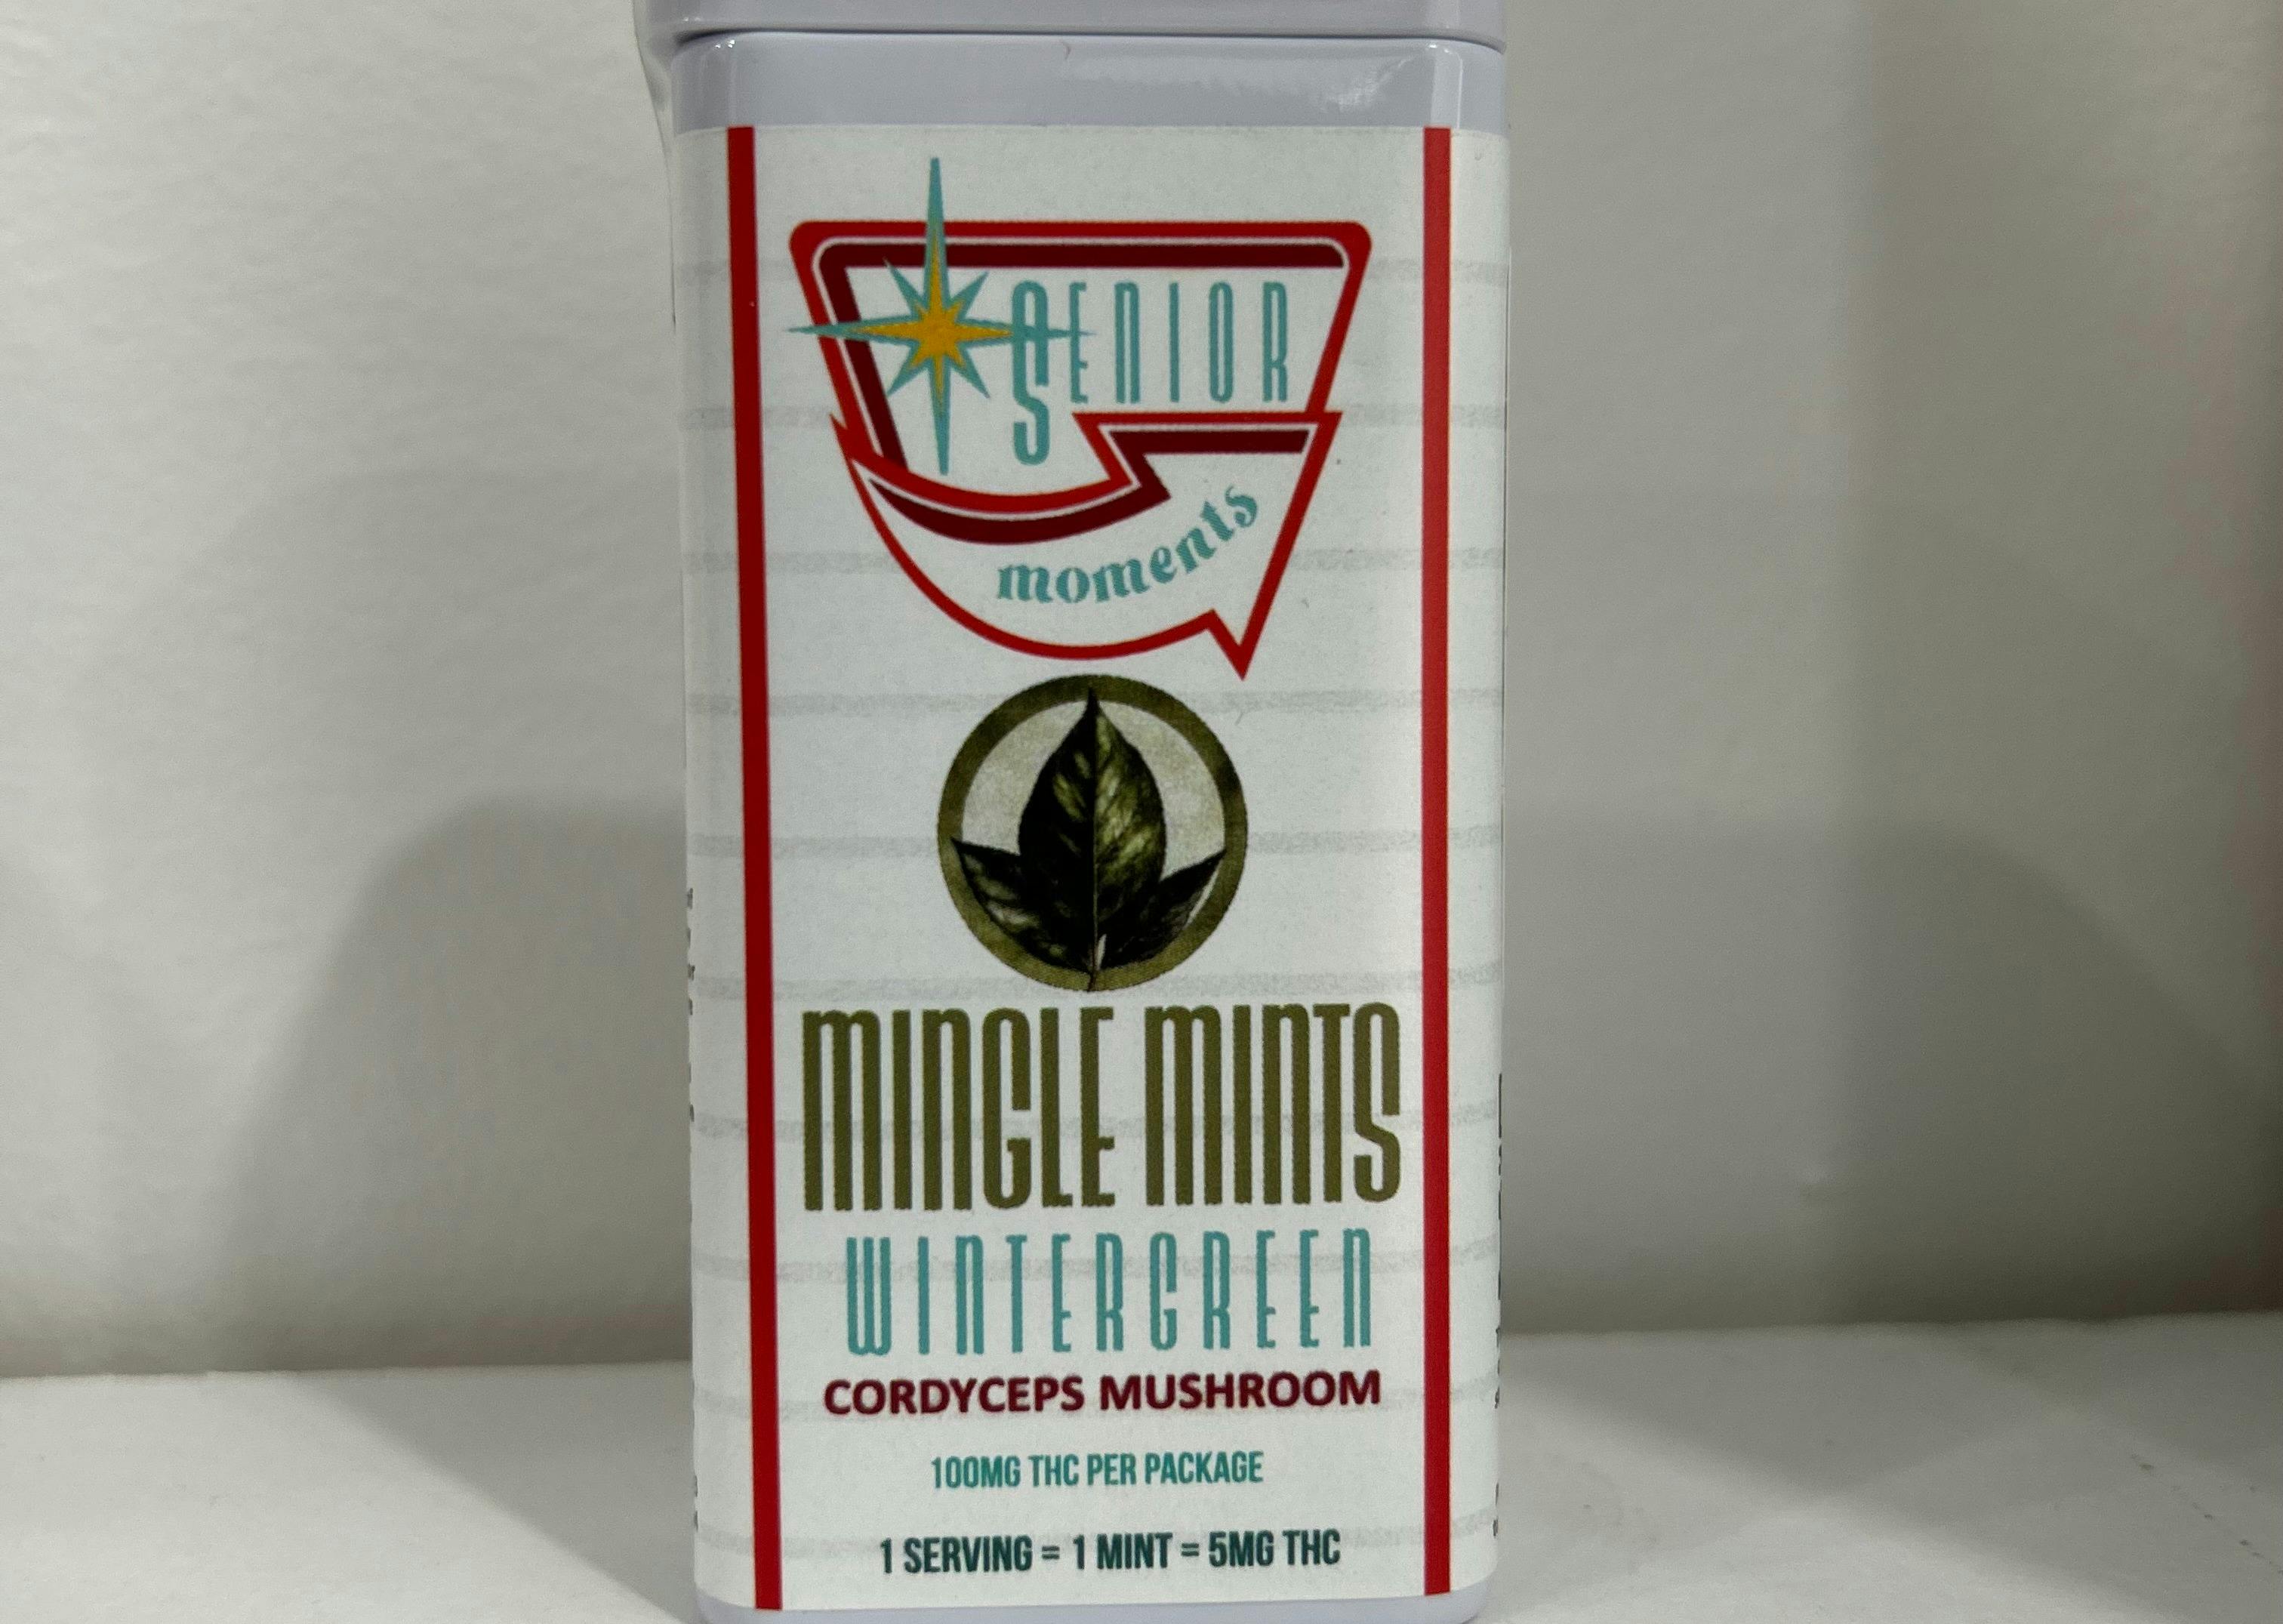 SENIOR
moments
MINGLE MINTS
WINTERGREEN
CORDYCEPS MUSHROOM
100MG THC PER PACKAGE
1 SERVING = 1 MINT = 5MG THC